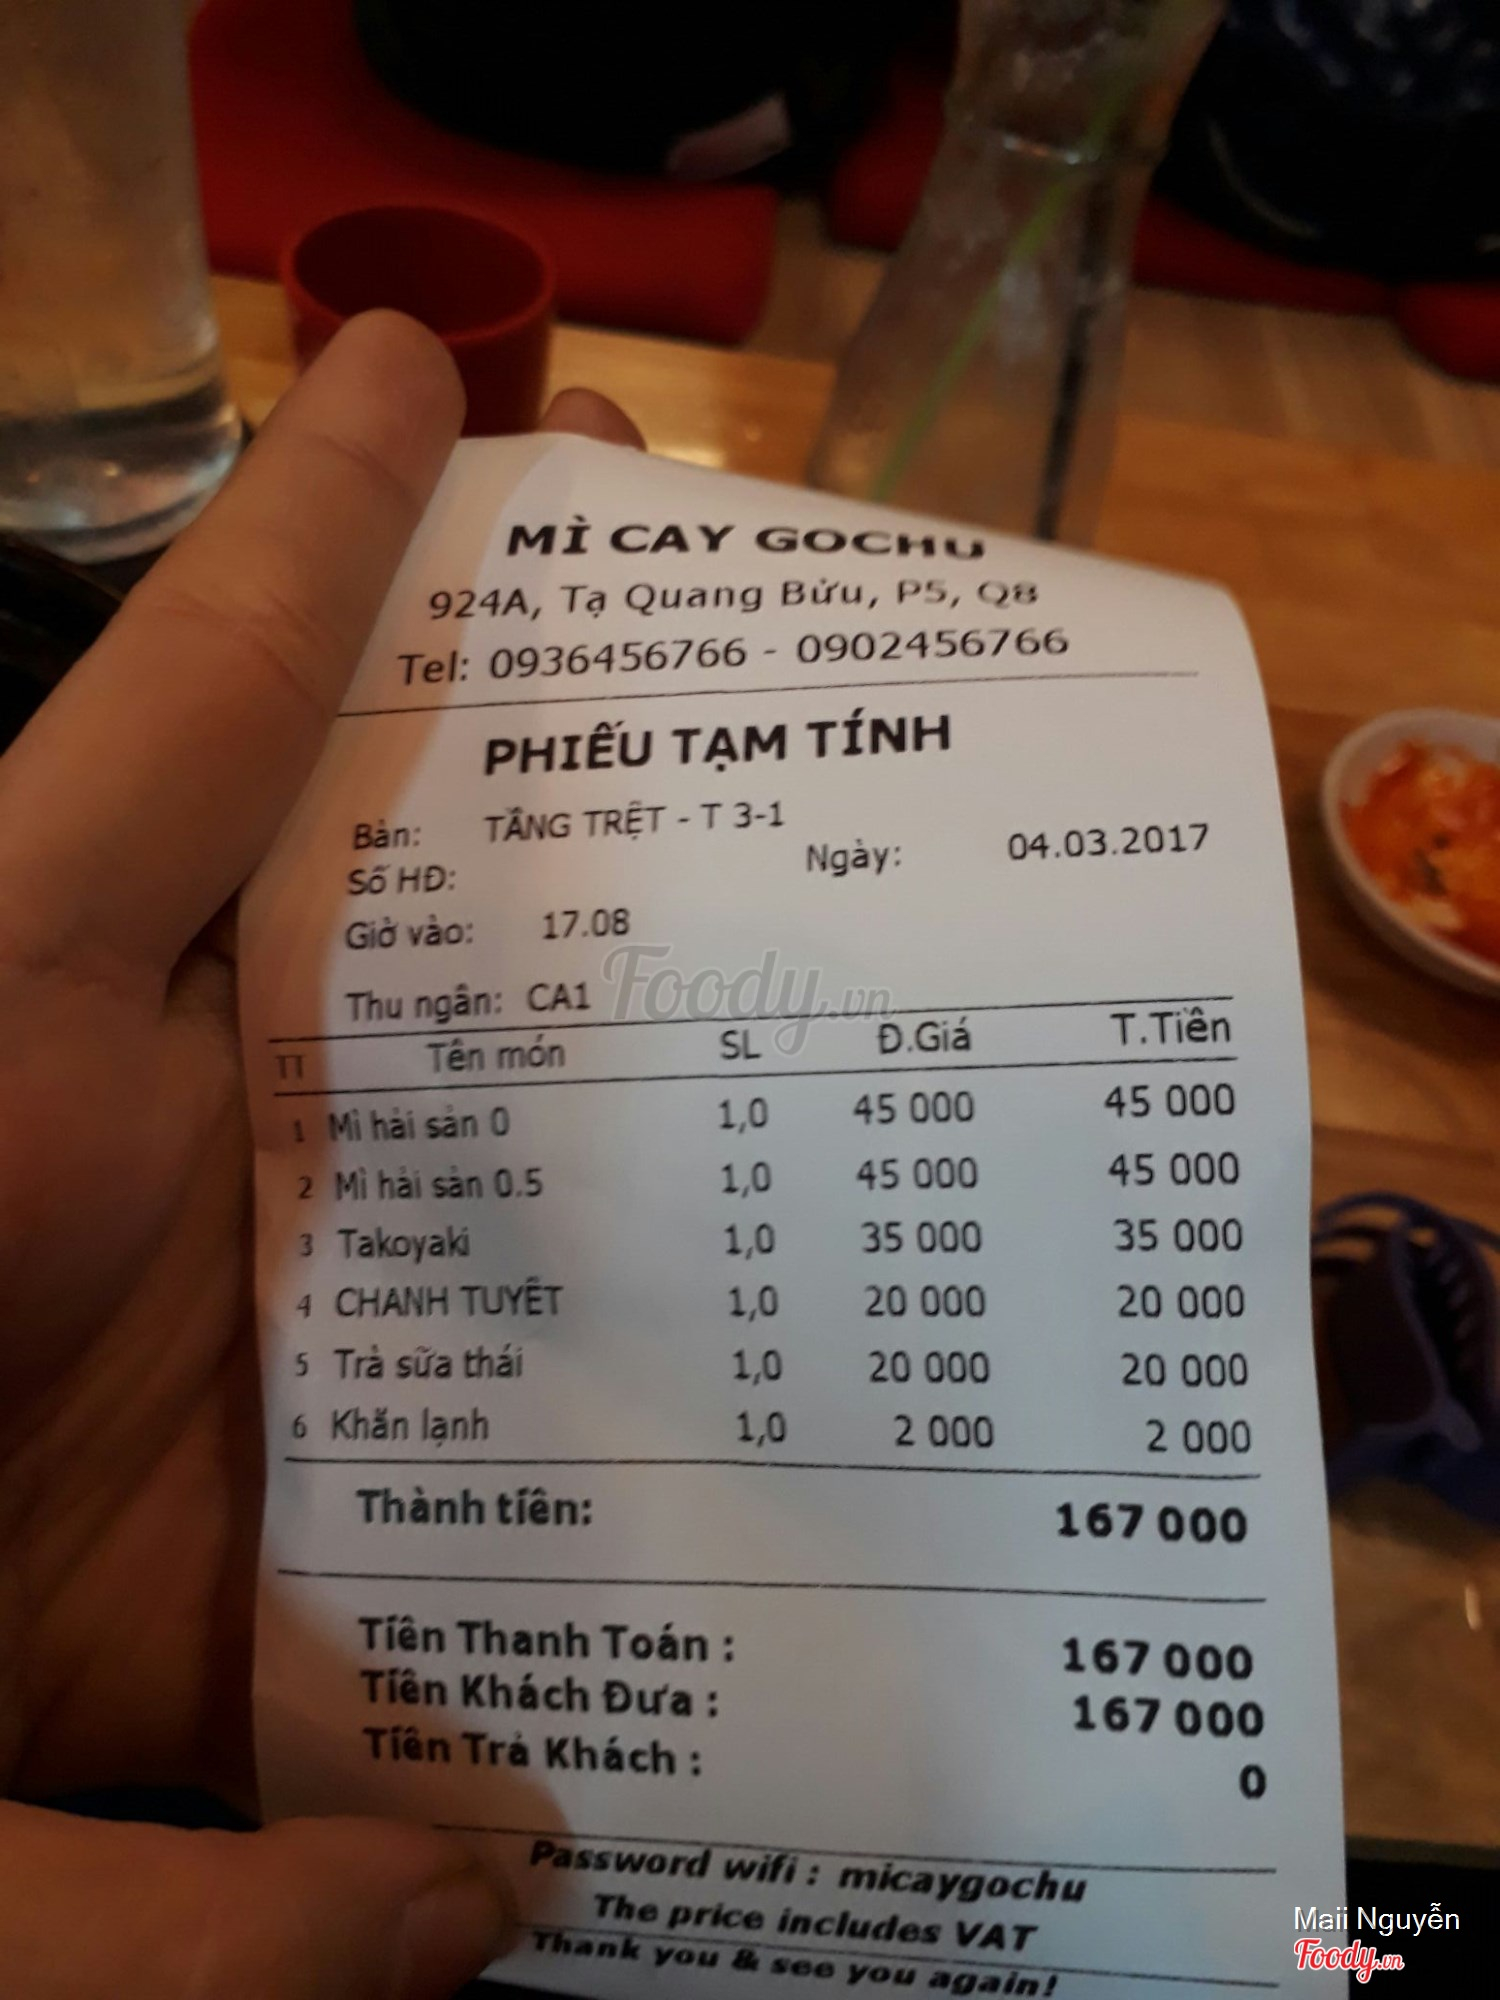 MÌ CAY GOCHU
924A, Tạ Quang Bửu, P5, Q8
Tel: 0936456766 - 0902456766
PHIẾU TẠM TÍNH
Bàn: TẦNG TRỆT - T 3-1
Số HĐ: Ngày: 04.03.2017
Giờ vào: 17.08
Thu ngân: CA1
Foody.vn
TT Tên món SL Đ.Giá T.Tiền
1 Mì hải sản 0 1,0 45 000 45 000
2 Mì hải sản 0.5 1,0 45 000 45 000
3 Takoyaki 1,0 35 000 35 000
4 CHANH TUYẾT 1,0 20 000 20 000
5 Trà sữa thái 1,0 20 000 20 000
6 Khăn lạnh 1,0 2 000 2 000
Thành tiền: 167 000
Tiền Thanh Toán : 167 000
Tiền Khách Đưa : 167 000
Tiền Trả Khách : 0
Password wifi : micaygochu
The price includes VAT
Thank you & see you again!
Maii Nguyễn
Foody.vn